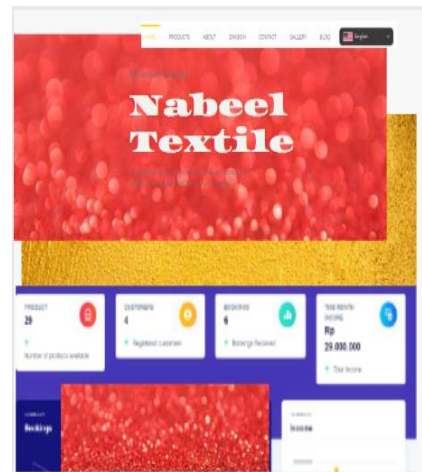 HOME PRODUCTS ABOUT DIVISION CONTACT GALLERY BLOG English
Nabeel
Textile
PRODUCT
29
Number of products available
CUSTOMERS
4
Registered customers
BOOKINGS
6
Bookings Received
THIS MONTH
INCOME
Rp
29.000.000
Total Income
Bookings
Income